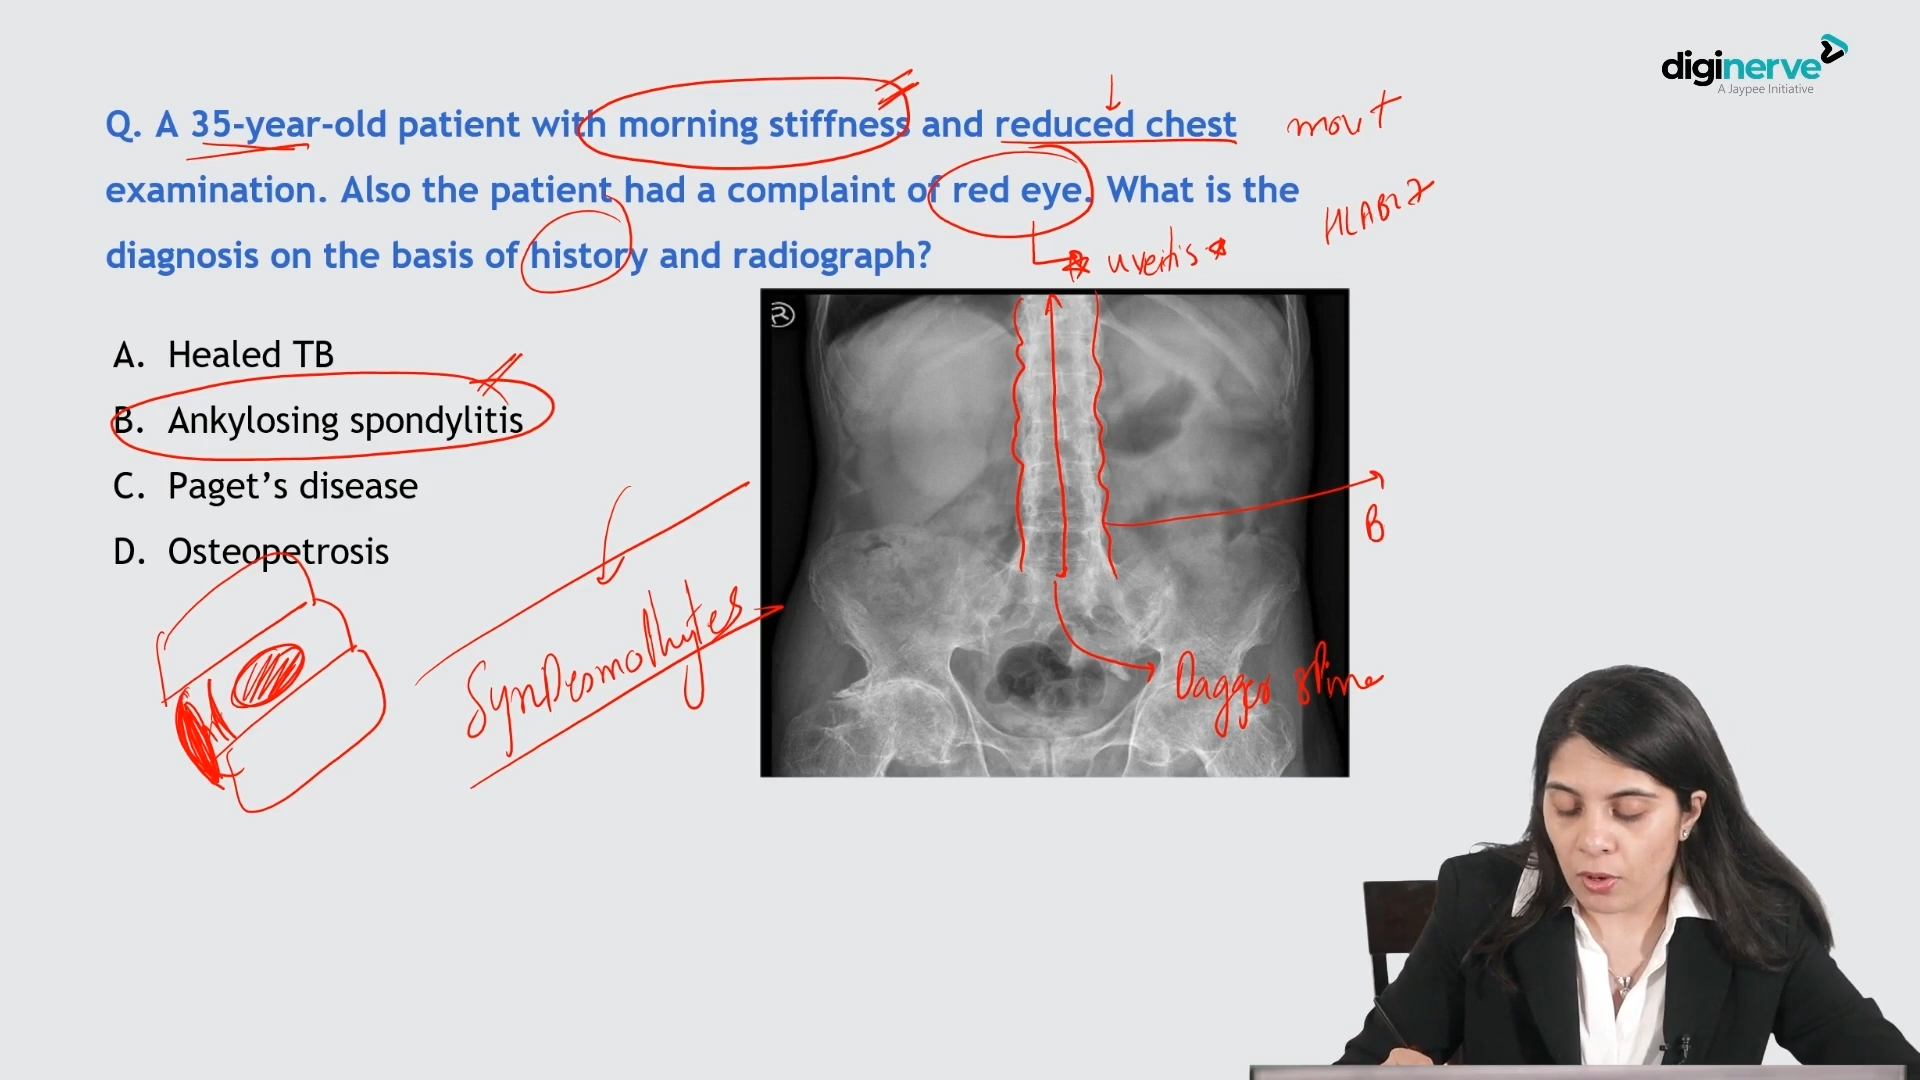 diginerve
A Jaypee Initiative
Q. A 35-year-old patient with morning stiffness and reduced chest movt
examination. Also the patient had a complaint of red eye. What is the
HLAB27
diagnosis on the basis of history and radiograph?
uveitis
R
A. Healed TB
B. Ankylosing spondylitis
C. Paget’s disease
D. Osteopetrosis
B
SynDesmophytes
Dagger spine